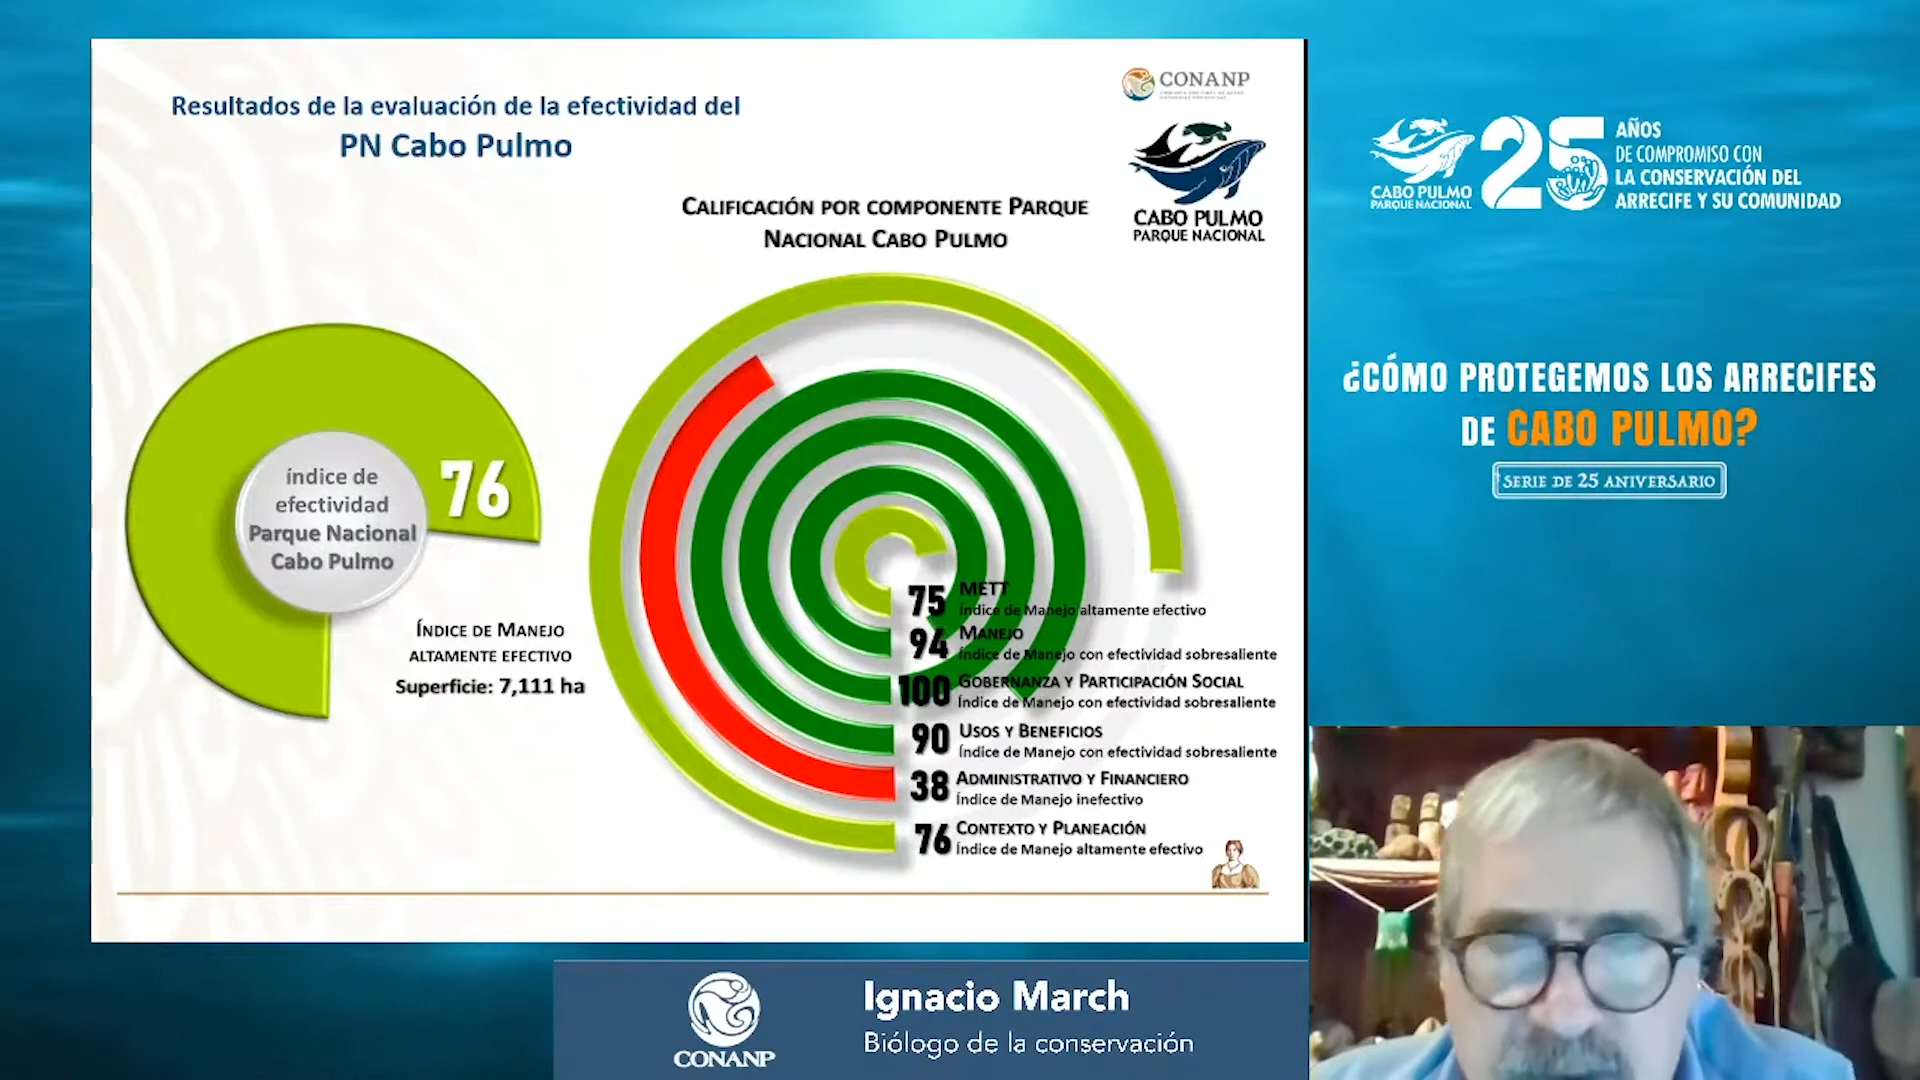 Resultados de la evaluación de la efectividad del
PN Cabo Pulmo
CONANP
CABO PULMO
PARQUE NACIONAL
CALIFICACIÓN POR COMPONENTE PARQUE
NACIONAL CABO PULMO
índice de
efectividad
Parque Nacional
Cabo Pulmo
76
ÍNDICE DE MANEJO
ALTAMENTE EFECTIVO
Superficie: 7,111 ha
75 METT
Índice de Manejo altamente efectivo
94 MANEJO
Índice de Manejo con efectividad sobresaliente
100 GOBERNANZA Y PARTICIPACIÓN SOCIAL
Índice de Manejo con efectividad sobresaliente
90 USOS Y BENEFICIOS
Índice de Manejo con efectividad sobresaliente
38 ADMINISTRATIVO Y FINANCIERO
Índice de Manejo inefectivo
76 CONTEXTO Y PLANEACIÓN
Índice de Manejo altamente efectivo
CABO PULMO
PARQUE NACIONAL
25 AÑOS
DE COMPROMISO CON
LA CONSERVACIÓN DEL
ARRECIFE Y SU COMUNIDAD
¿CÓMO PROTEGEMOS LOS ARRECIFES
DE CABO PULMO?
SERIE DE 25 ANIVERSARIO
CONANP
Ignacio March
Biólogo de la conservación